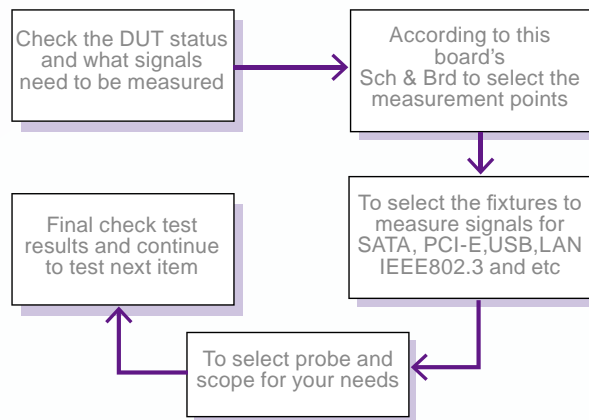 Check the DUT status
and what signals
need to be measured
According to this
board's
Sch & Brd to select the
measurement points
To select the fixtures to
measure signals for
SATA, PCI-E,USB,LAN
IEEE802.3 and etc
To select probe and
scope for your needs
Final check test
results and continue
to test next item